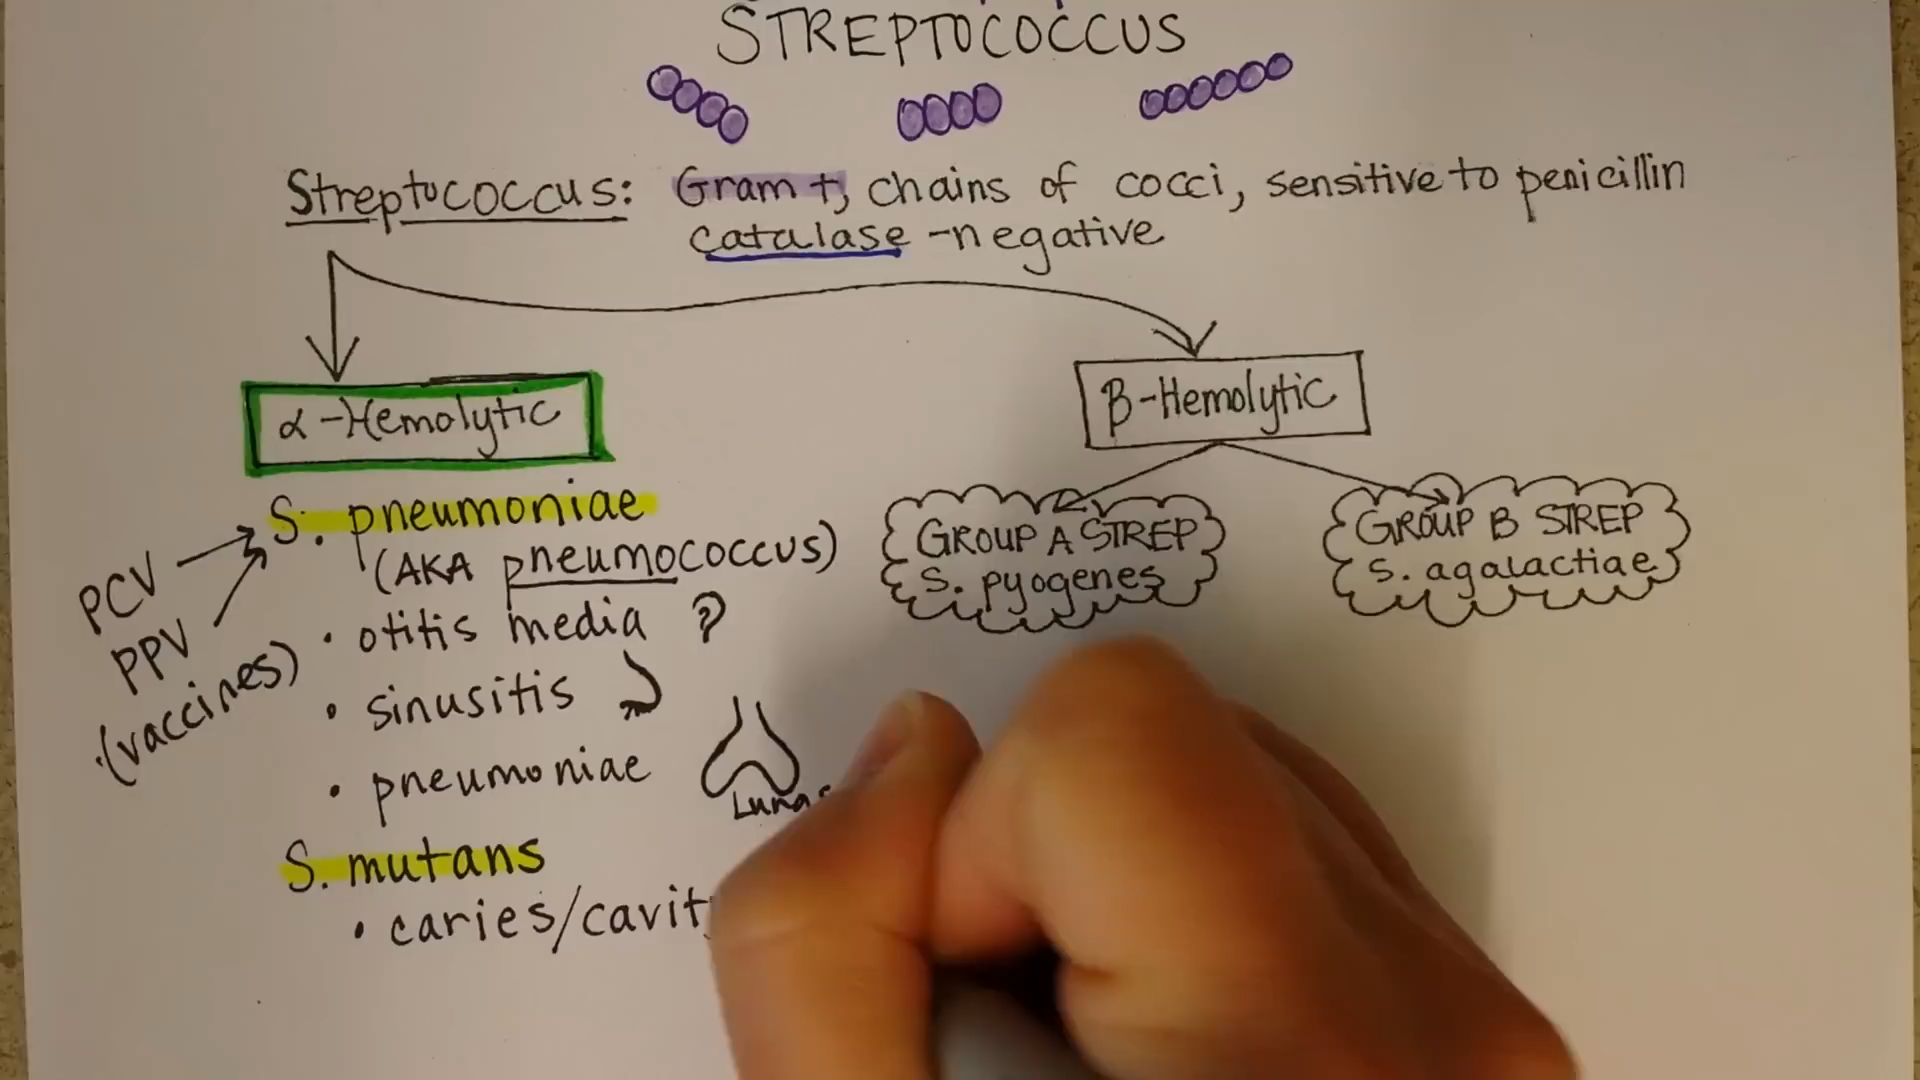 STREPTOCOCCUS
Streptococcus: Gram +, chains of cocci, sensitive to penicillin
catalase -negative
α-Hemolytic
β-Hemolytic
S. pneumoniae
(AKA pneumococcus)
PCV
PPV
(vaccines)
• otitis media
• sinusitis
• pneumoniae
Lungs
S. mutans
• caries/cavit
GROUP A STREP
S. pyogenes
GROUP B STREP
S. agalactiae